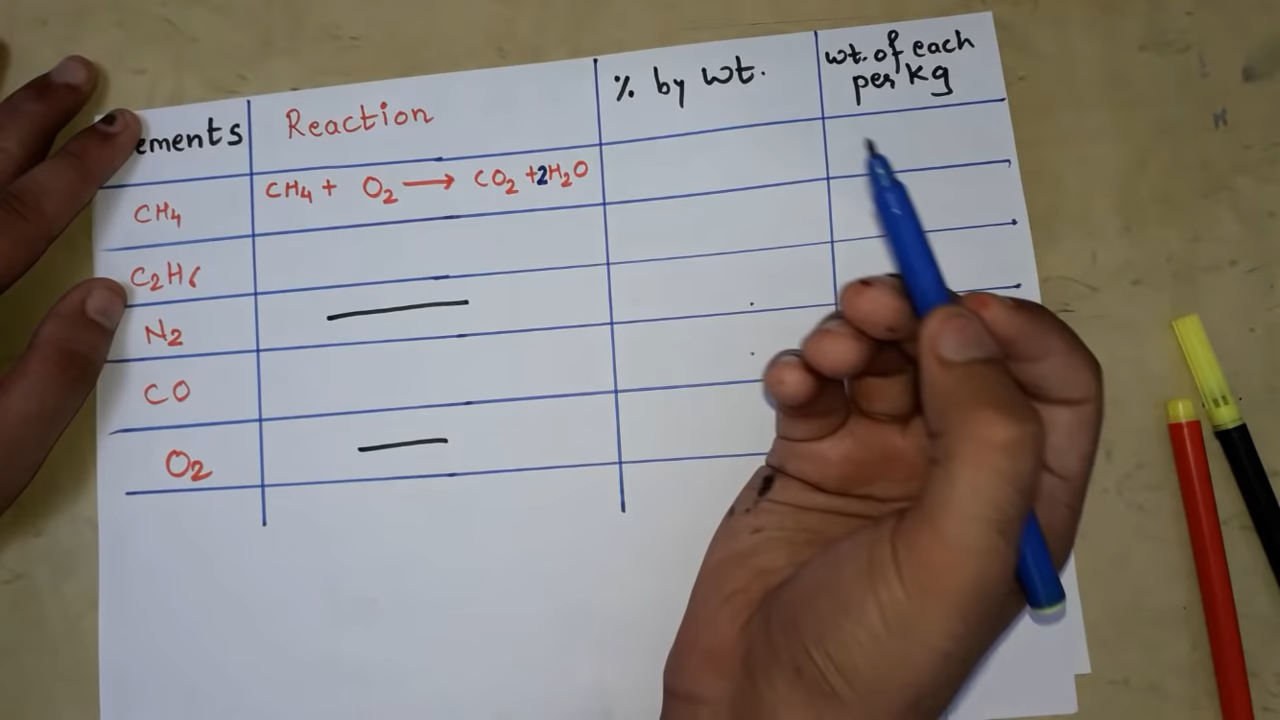 ements Reaction % by wt. wt. of each per kg
CH4 CH4 + O2 → CO2 + 2H2O
C2H6
N2
CO
O2